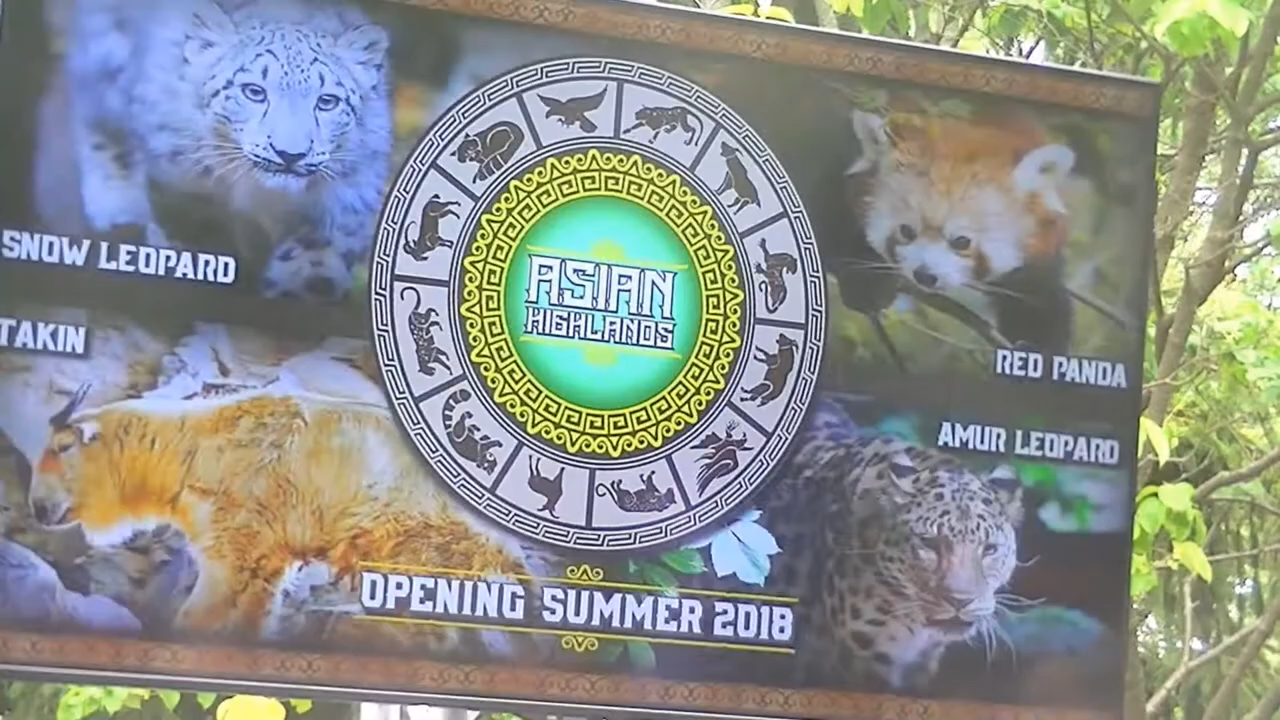 SNOW LEOPARD
TAKIN
ASIAN
HIGHLANDS
RED PANDA
AMUR LEOPARD
OPENING SUMMER 2018